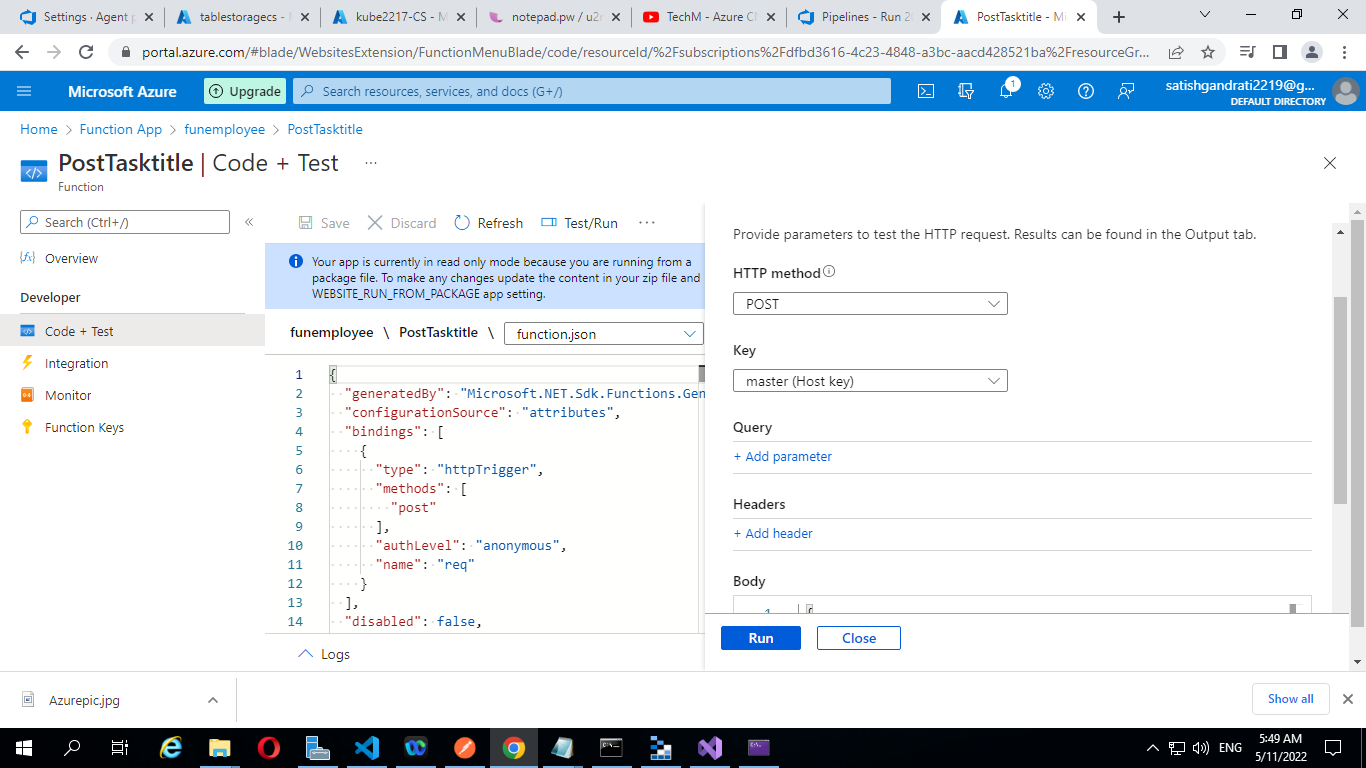 Settings · Agent p
tablestoragecs - M
kube2217-CS - M
notepad.pw / u2r
TechM - Azure Cl
Pipelines - Run 2
PostTasktitle - Mi
portal.azure.com/#blade/WebsitesExtension/FunctionMenuBlade/code/resourceId/%2Fsubscriptions%2Fdfbd3616-4c23-4848-a3bc-aacd428521ba%2FresourceGr...
Microsoft Azure
Upgrade
Search resources, services, and docs (G+/)
1
satishgandrati2219@g...
DEFAULT DIRECTORY
Home > Function App > funemployee > PostTasktitle
PostTasktitle | Code + Test ...
Function
Search (Ctrl+/)
«
Overview
Developer
Code + Test
Integration
Monitor
Function Keys
Save
Discard
Refresh
Test/Run
...
Your app is currently in read only mode because you are running from a
package file. To make any changes update the content in your zip file and
WEBSITE_RUN_FROM_PACKAGE app setting.
funemployee \ PostTasktitle \ function.json
1 {
2 "generatedBy": "Microsoft.NET.Sdk.Functions.Gen
3 "configurationSource": "attributes",
4 "bindings": [
5 {
6 "type": "httpTrigger",
7 "methods": [
8 "post"
9 ],
10 "authLevel": "anonymous",
11 "name": "req"
12 }
13 ],
14 "disabled": false,
Logs
Provide parameters to test the HTTP request. Results can be found in the Output tab.
HTTP method
POST
Key
master (Host key)
Query
+ Add parameter
Headers
+ Add header
Body
1 {
Run
Close
Azurepic.jpg
Show all
ENG
5:49 AM
5/11/2022